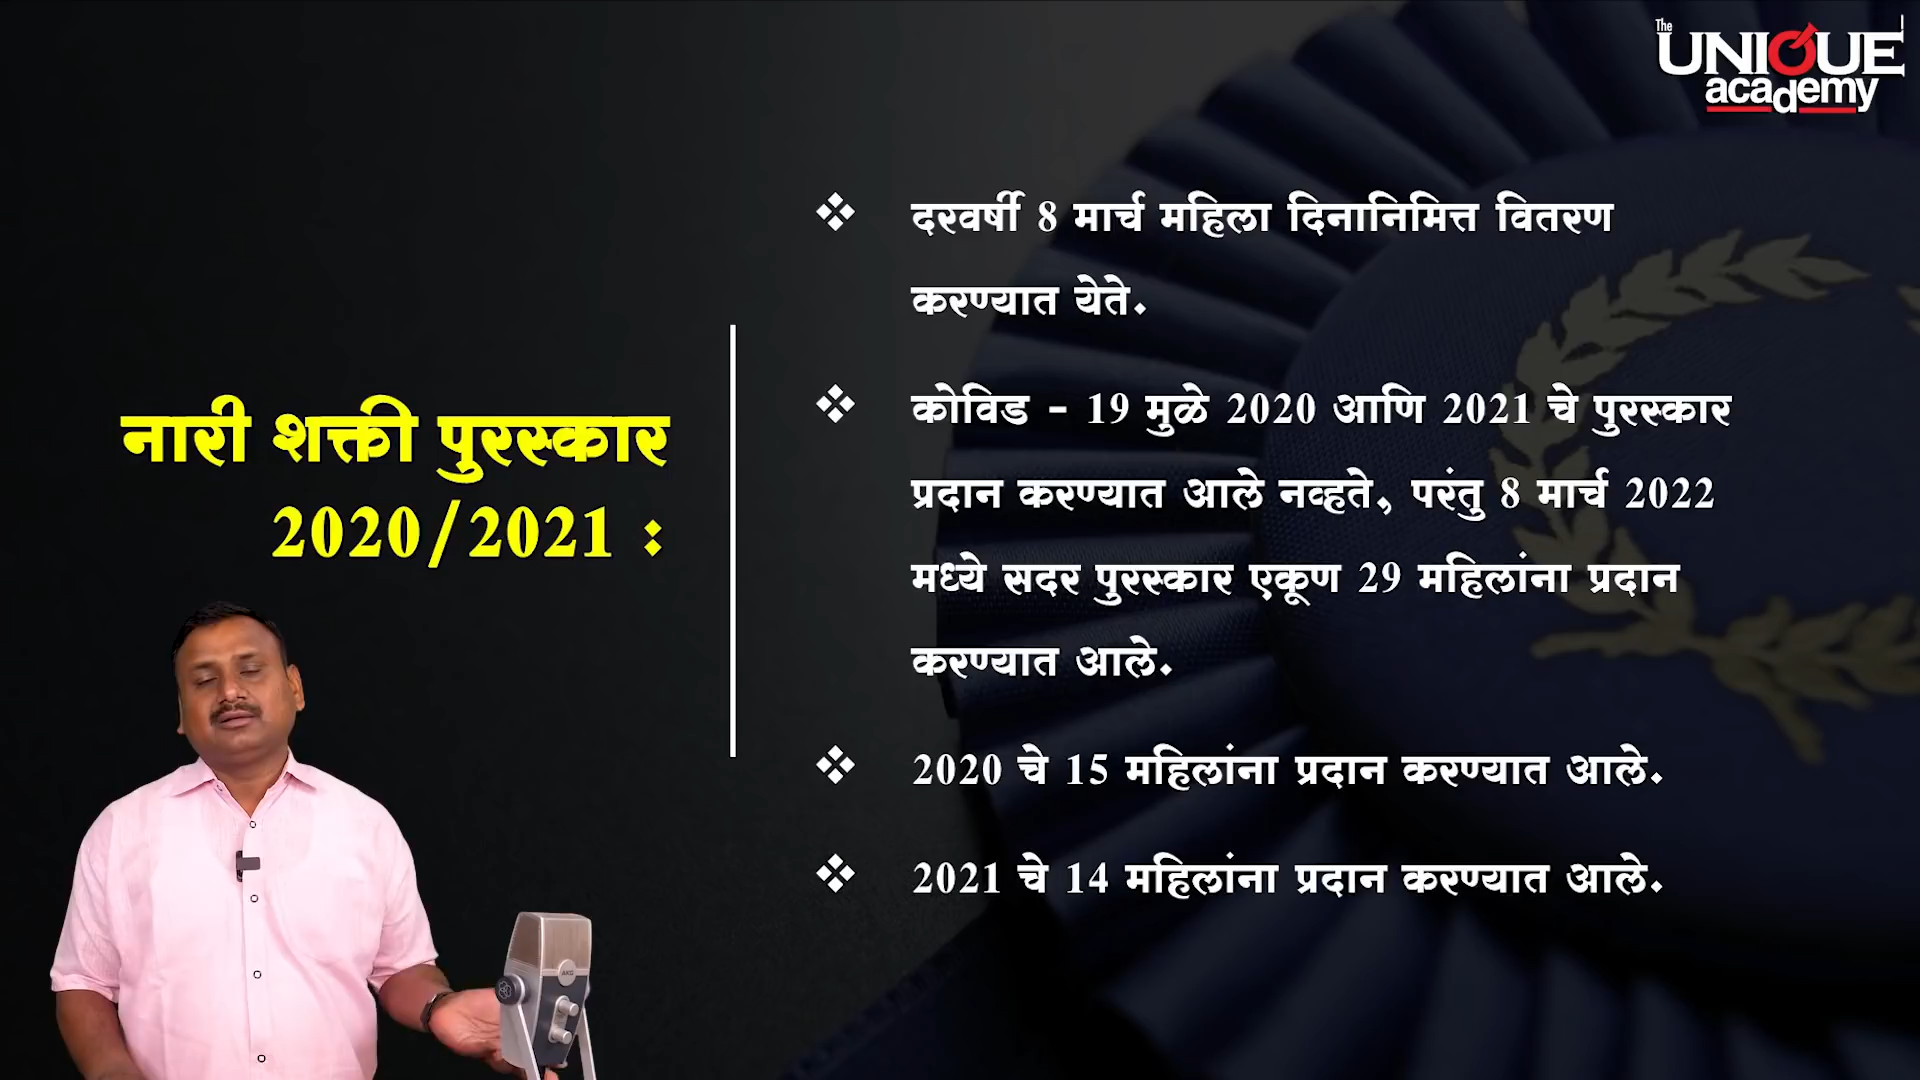 The
UNIQUE
academy
नारी शक्ती पुरस्कार
2020/2021 :
❖ दरवर्षी 8 मार्च महिला दिनानिमित्त वितरण
करण्यात येते.
❖ कोविड - 19 मुळे 2020 आणि 2021 चे पुरस्कार
प्रदान करण्यात आले नव्हते, परंतु 8 मार्च 2022
मध्ये सदर पुरस्कार एकूण 29 महिलांना प्रदान
करण्यात आले.
❖ 2020 चे 15 महिलांना प्रदान करण्यात आले.
❖ 2021 चे 14 महिलांना प्रदान करण्यात आले.
AKG